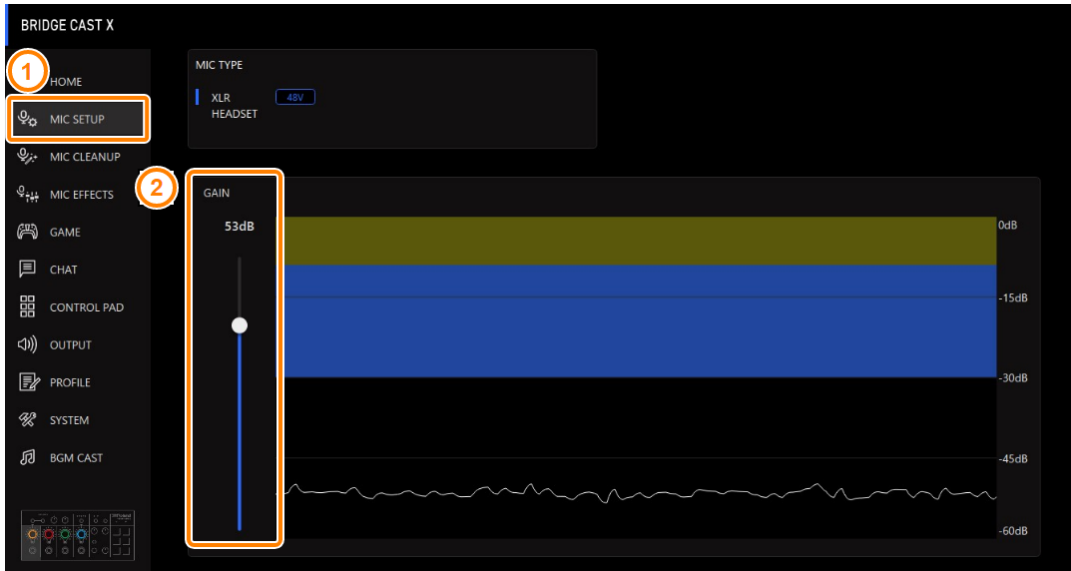 BRIDGE CAST X
1
HOME
MIC SETUP
MIC CLEANUP
MIC EFFECTS
GAME
CHAT
CONTROL PAD
OUTPUT
PROFILE
SYSTEM
BGM CAST
MIC TYPE
XLR
48V
HEADSET
2
GAIN
53dB
0dB
-15dB
-30dB
-45dB
-60dB